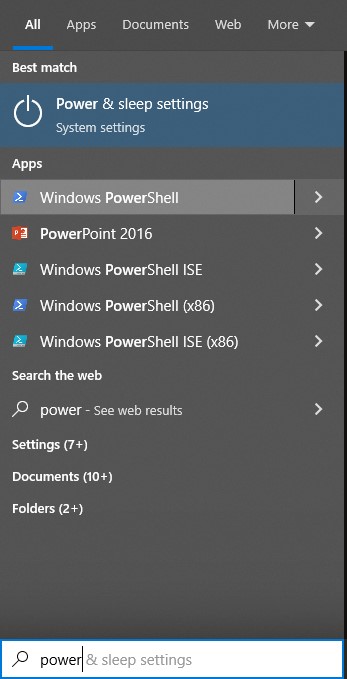 All Apps Documents Web More
Best match
Power & sleep settings
System settings
Apps
Windows PowerShell
PowerPoint 2016
Windows PowerShell ISE
Windows PowerShell (x86)
Windows PowerShell ISE (x86)
Search the web
power - See web results
Settings (7+)
Documents (10+)
Folders (2+)
power & sleep settings